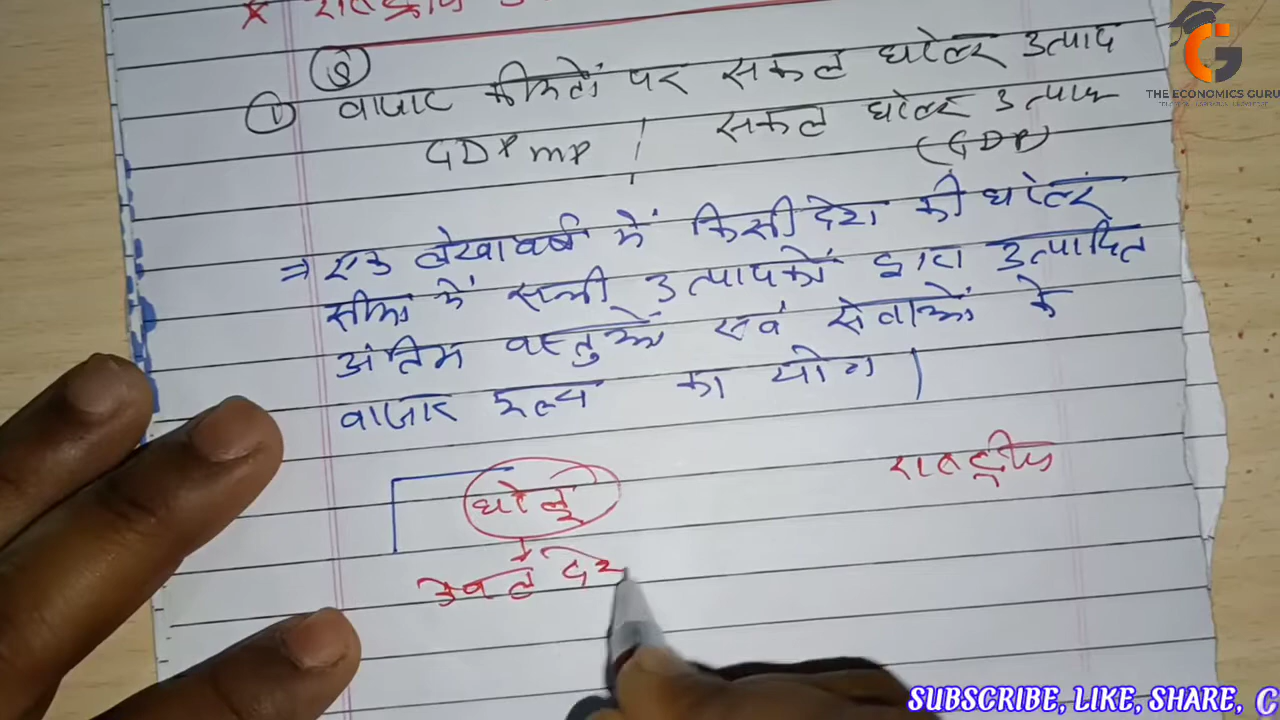 * राष्ट्रीय
8
① बाजार कीमतों पर सकल घरेलू उत्पाद
GDPmp / सकल घरेलू उत्पाद
(GDP)
⇒ एक लेखावर्ष में किसी देश की घरेलू
सीमा में सभी उत्पादकों द्वारा उत्पादित
अंतिम वस्तुओं एवं सेवाओं के
बाजार मूल्य का योग |
घरेलू राष्ट्रीय
केवल देश
G
THE ECONOMICS GURU
SUBSCRIBE, LIKE, SHARE, C